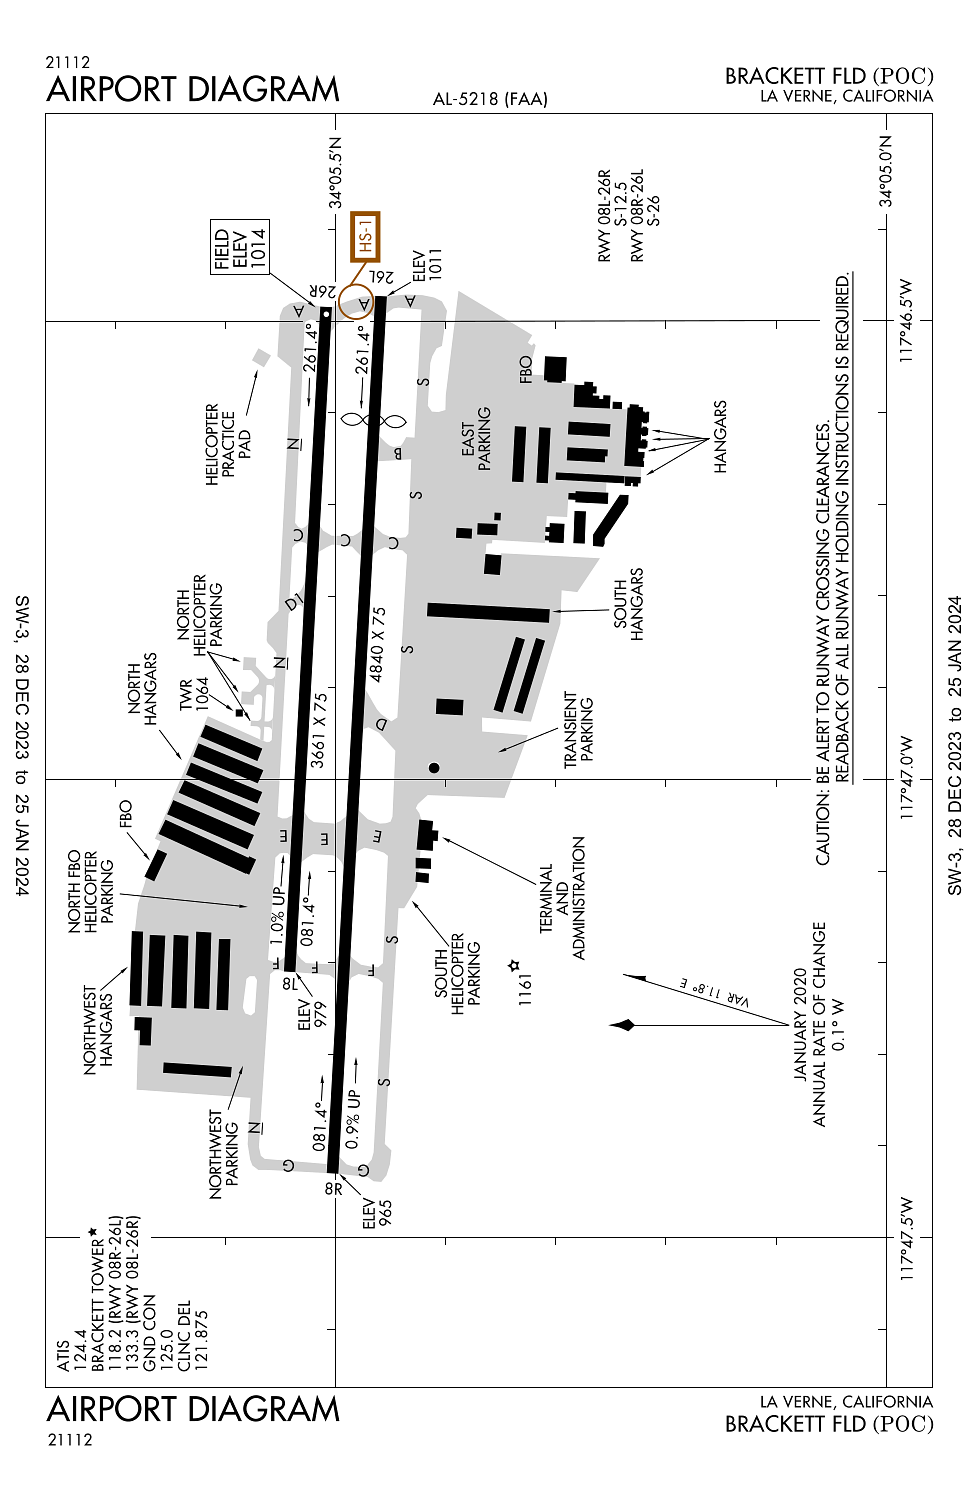 21112
AIRPORT DIAGRAM
AL-5218 (FAA)
BRACKETT FLD (POC)
LA VERNE, CALIFORNIA
34°05.5'N
34°05.0'N
RWY 08L-26R
S-12.5
RWY 08R-26L
S-26
FIELD
ELEV
1014
HS-1
ELEV
1011
26R
26L
A
A
A
117°46.5'W
261.4°
261.4°
S
FBO
HELICOPTER
PRACTICE
PAD
EAST
PARKING
HANGARS
N
B
S
C
C
C
CAUTION: BE ALERT TO RUNWAY CROSSING CLEARANCES.
READBACK OF ALL RUNWAY HOLDING INSTRUCTIONS IS REQUIRED.
SW-3, 28 DEC 2023 to 25 JAN 2024
SW-3, 28 DEC 2023 to 25 JAN 2024
D1
NORTH
HELICOPTER
PARKING
SOUTH
HANGARS
4840 X 75
S
N
NORTH
HANGARS
TWR
1064
3661 X 75
D
TRANSIENT
PARKING
117°47.0'W
FBO
E
E
E
NORTH FBO
HELICOPTER
PARKING
1.0% UP
081.4°
TERMINAL
AND
ADMINISTRATION
S
F
F
F
8L
ELEV
979
SOUTH
HELICOPTER
PARKING
1161
VAR 11.8° E
JANUARY 2020
ANNUAL RATE OF CHANGE
0.1° W
NORTHWEST
HANGARS
081.4°
0.9% UP
S
NORTHWEST
PARKING
N
G
G
8R
ELEV
965
117°47.5'W
ATIS
124.4
BRACKETT TOWER★
118.2 (RWY 08R-26L)
133.3 (RWY 08L-26R)
GND CON
125.0
CLNC DEL
121.875
AIRPORT DIAGRAM
21112
LA VERNE, CALIFORNIA
BRACKETT FLD (POC)